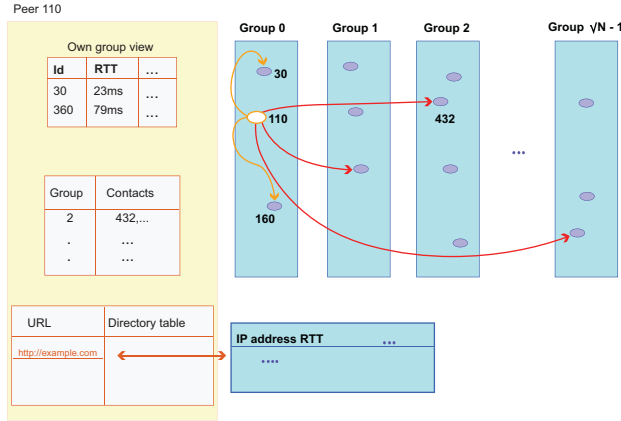 Peer 110
Group 0
Group 1
Group 2
Group √N - 1
Own group view
Id RTT ...
30 23ms ...
360 79ms ...
30
110
432
...
160
Group Contacts
2 432,...
. ...
. ...
URL Directory table
http://example.com
IP address RTT ...
....